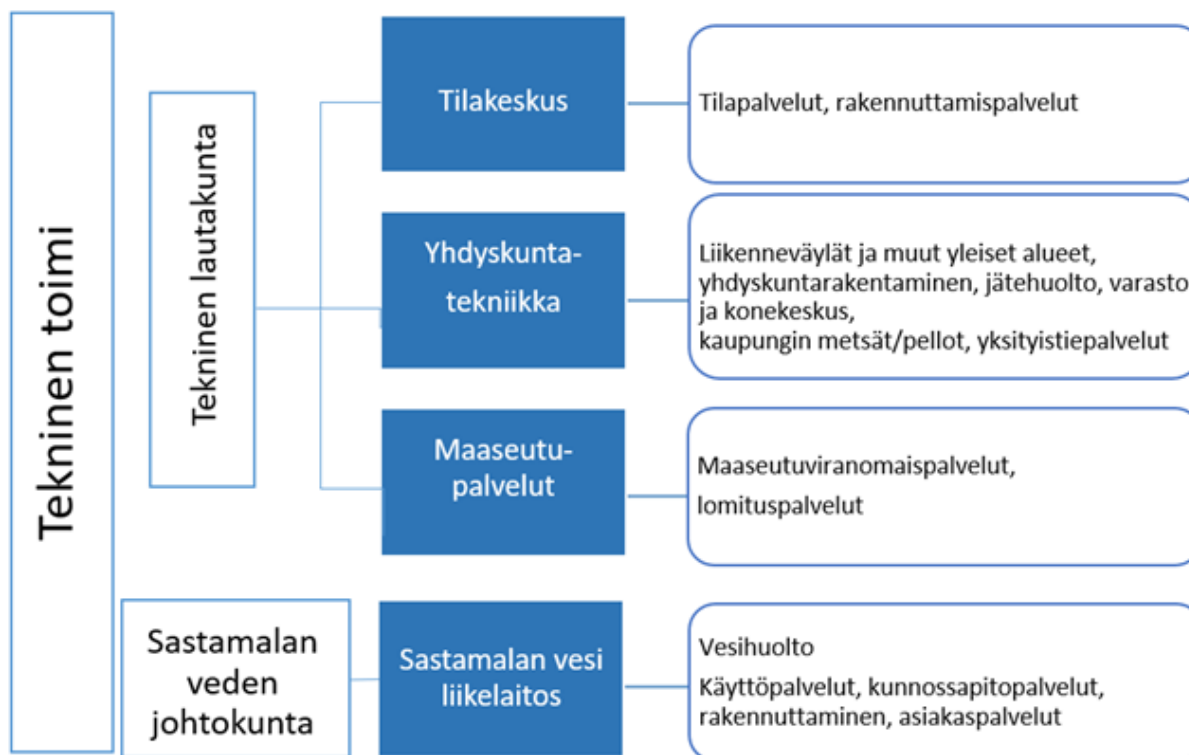 Tekninen toimi
Tekninen lautakunta
Tilakeskus
Tilapalvelut, rakennuttamispalvelut
Yhdyskunta-
tekniikka
Liikenneväylät ja muut yleiset alueet,
yhdyskuntarakentaminen, jätehuolto, varasto
ja konekeskus,
kaupungin metsät/pellot, yksityistiepalvelut
Maaseutu-
palvelut
Maaseutuviranomaispalvelut,
lomituspalvelut
Sastamalan
veden
johtokunta
Sastamalan vesi
liikelaitos
Vesihuolto
Käyttöpalvelut, kunnossapitopalvelut,
rakennuttaminen, asiakaspalvelut